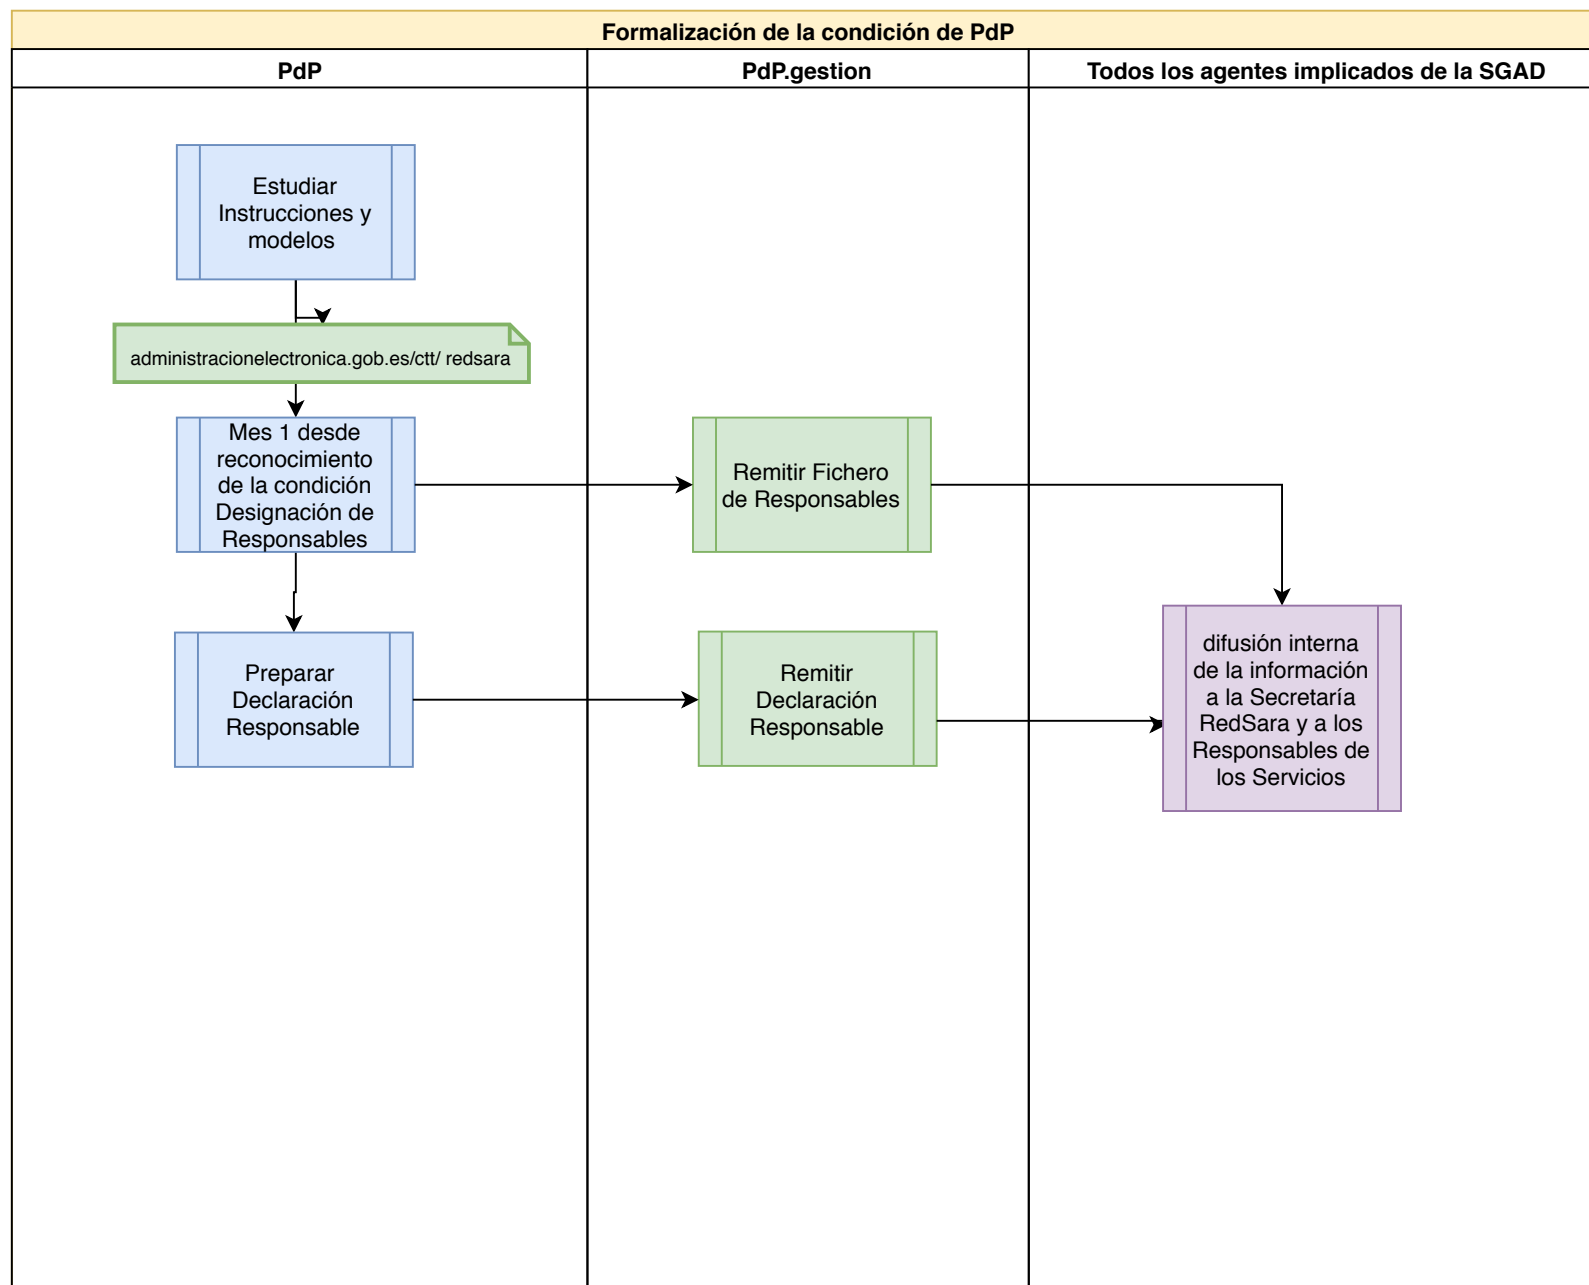 Formalización de la condición de PdP
PdP
PdP.gestion
Todos los agentes implicados de la SGAD
Estudiar
Instrucciones y
modelos
administracionelectronica.gob.es/ctt/ redsara
Mes 1 desde
reconocimiento
de la condición
Designación de
Responsables
Remitir Fichero
de Responsables
Preparar
Declaración
Responsable
Remitir
Declaración
Responsable
difusión interna
de la información
a la Secretaría
RedSara y a los
Responsables de
los Servicios